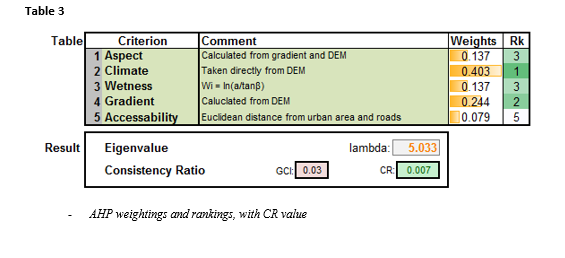 Table 3
Table Criterion Comment Weights Rk
1 Aspect Calculated from gradient and DEM 0.137 3
2 Climate Taken directly from DEM 0.403 1
3 Wetness Wi = ln(a/tanβ) 0.137 3
4 Gradient Caluclated from DEM 0.244 2
5 Accessability Euclidean distance from urban area and roads 0.079 5
Result Eigenvalue lambda: 5.033
Consistency Ratio GCI: 0.03 CR: 0.007
- AHP weightings and rankings, with CR value